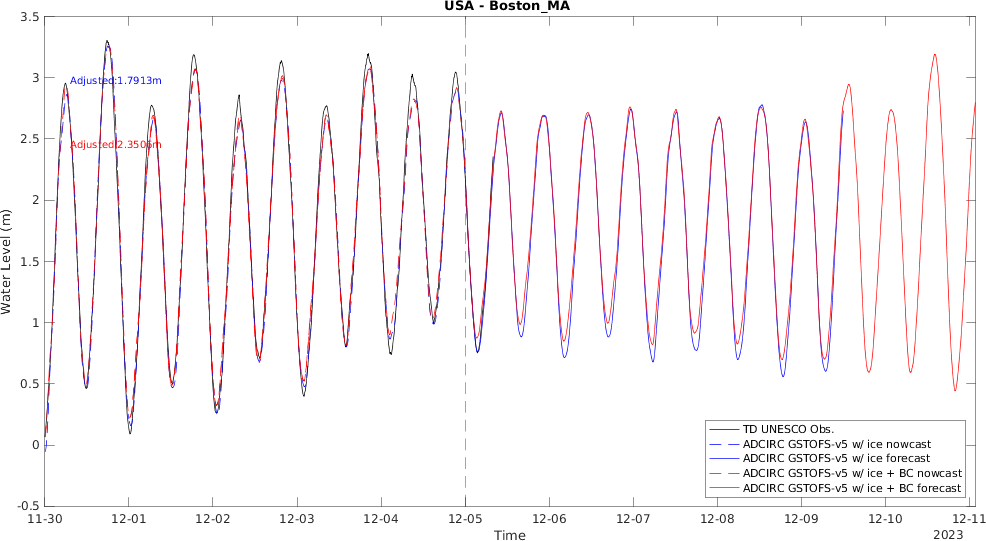 USA - Boston_MA
3.5
3
2.5
2
1.5
1
0.5
0
-0.5
Water Level (m)
Adjusted:1.7913m
Adjusted:2.3505m
TD UNESCO Obs.
ADCIRC GSTOFS-v5 w/ ice nowcast
ADCIRC GSTOFS-v5 w/ ice forecast
ADCIRC GSTOFS-v5 w/ ice + BC nowcast
ADCIRC GSTOFS-v5 w/ ice + BC forecast
11-30 12-01 12-02 12-03 12-04 12-05 12-06 12-07 12-08 12-09 12-10 12-11
Time
2023